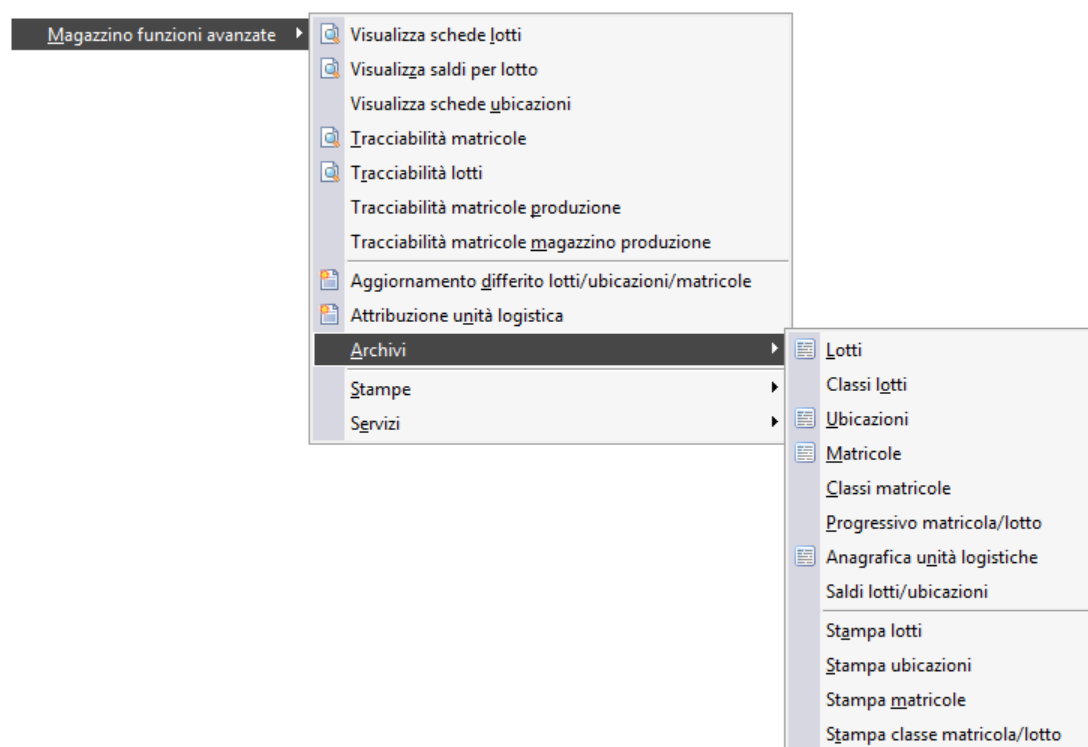 Magazzino funzioni avanzate
Visualizza schede lotti
Visualizza saldi per lotto
Visualizza schede ubicazioni
Tracciabilità matricole
Tracciabilità lotti
Tracciabilità matricole produzione
Tracciabilità matricole magazzino produzione
Aggiornamento differito lotti/ubicazioni/matricole
Attribuzione unità logistica
Archivi
Stampe
Servizi
Lotti
Classi lotti
Ubicazioni
Matricole
Classi matricole
Progressivo matricola/lotto
Anagrafica unità logistiche
Saldi lotti/ubicazioni
Stampa lotti
Stampa ubicazioni
Stampa matricole
Stampa classe matricola/lotto